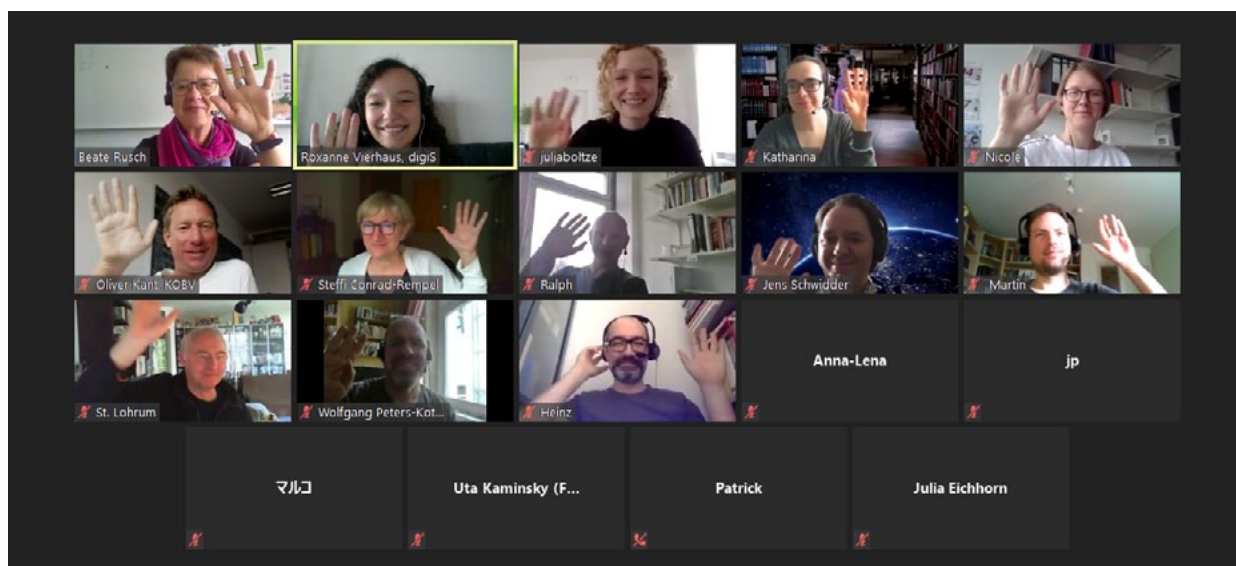 Beate Rusch
Roxanne Vierhaus, digiS
juliaboltze
Katharina
Nicole
Oliver Kant, KOBV
Steffi Conrad-Rempel
Ralph
Jens Schwidder
Martin
St. Lohrum
Wolfgang Peters-Kot...
Heinz
Anna-Lena
jp
マルコ
Uta Kaminsky (F...
Patrick
Julia Eichhorn